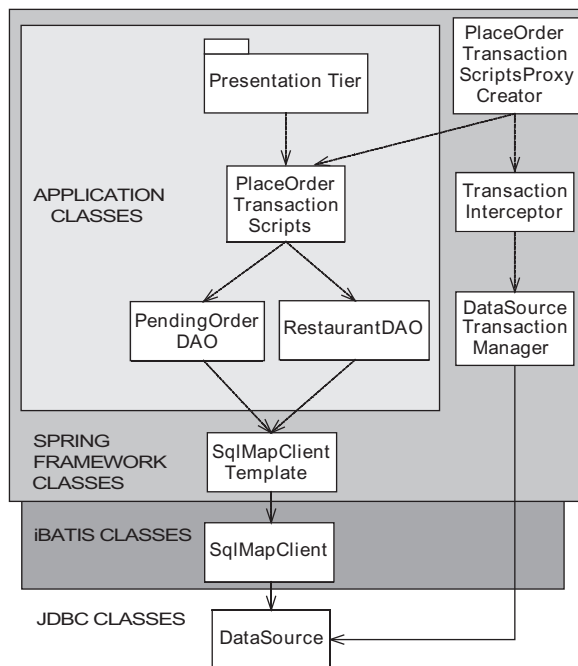 PlaceOrder
Transaction
ScriptsProxy
Creator
Presentation Tier
APPLICATION
CLASSES
PlaceOrder
Transaction
Scripts
Transaction
Interceptor
PendingOrder
DAO
RestaurantDAO
DataSource
Transaction
Manager
SPRING
FRAMEWORK
CLASSES
SqlMapClient
Template
iBATIS CLASSES
SqlMapClient
JDBC CLASSES
DataSource